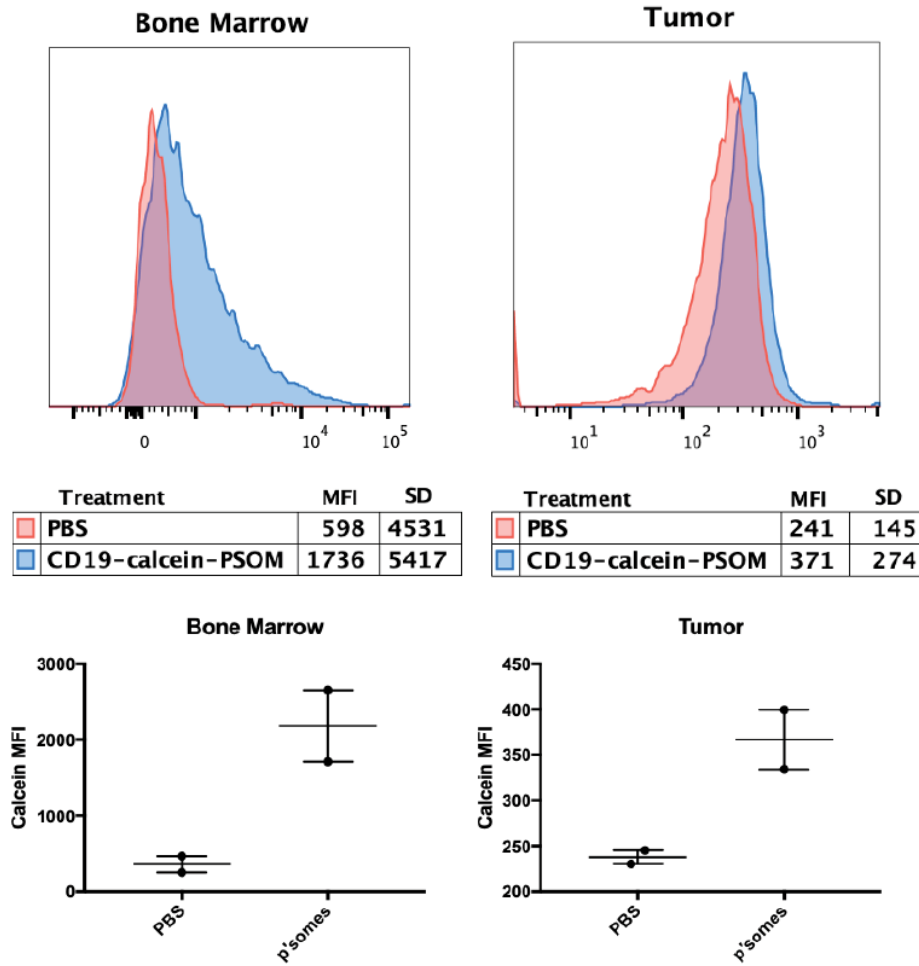 Bone Marrow
Tumor
0 10^4 10^5
10^1 10^2 10^3
Treatment MFI SD
PBS 598 4531
CD19-calcein-PSOM 1736 5417
Treatment MFI SD
PBS 241 145
CD19-calcein-PSOM 371 274
Bone Marrow
Calcein MFI
3000
2000
1000
0
PBS p'somes
Tumor
Calcein MFI
450
400
350
300
250
200
PBS p'somes